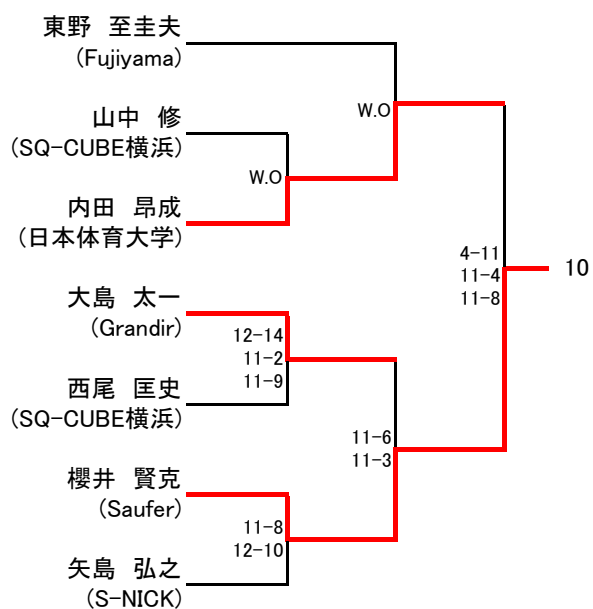 東野　至圭夫
(Fujiyama)
W.O
山中　修
(SQ-CUBE横浜)
W.O
内田　昂成
(日本体育大学)
4-11
11-4
11-8
10
大島　太一
(Grandir)
12-14
11-2
11-9
西尾　匡史
(SQ-CUBE横浜)
11-6
11-3
櫻井　賢克
(Saufer)
11-8
12-10
矢島　弘之
(S-NICK)